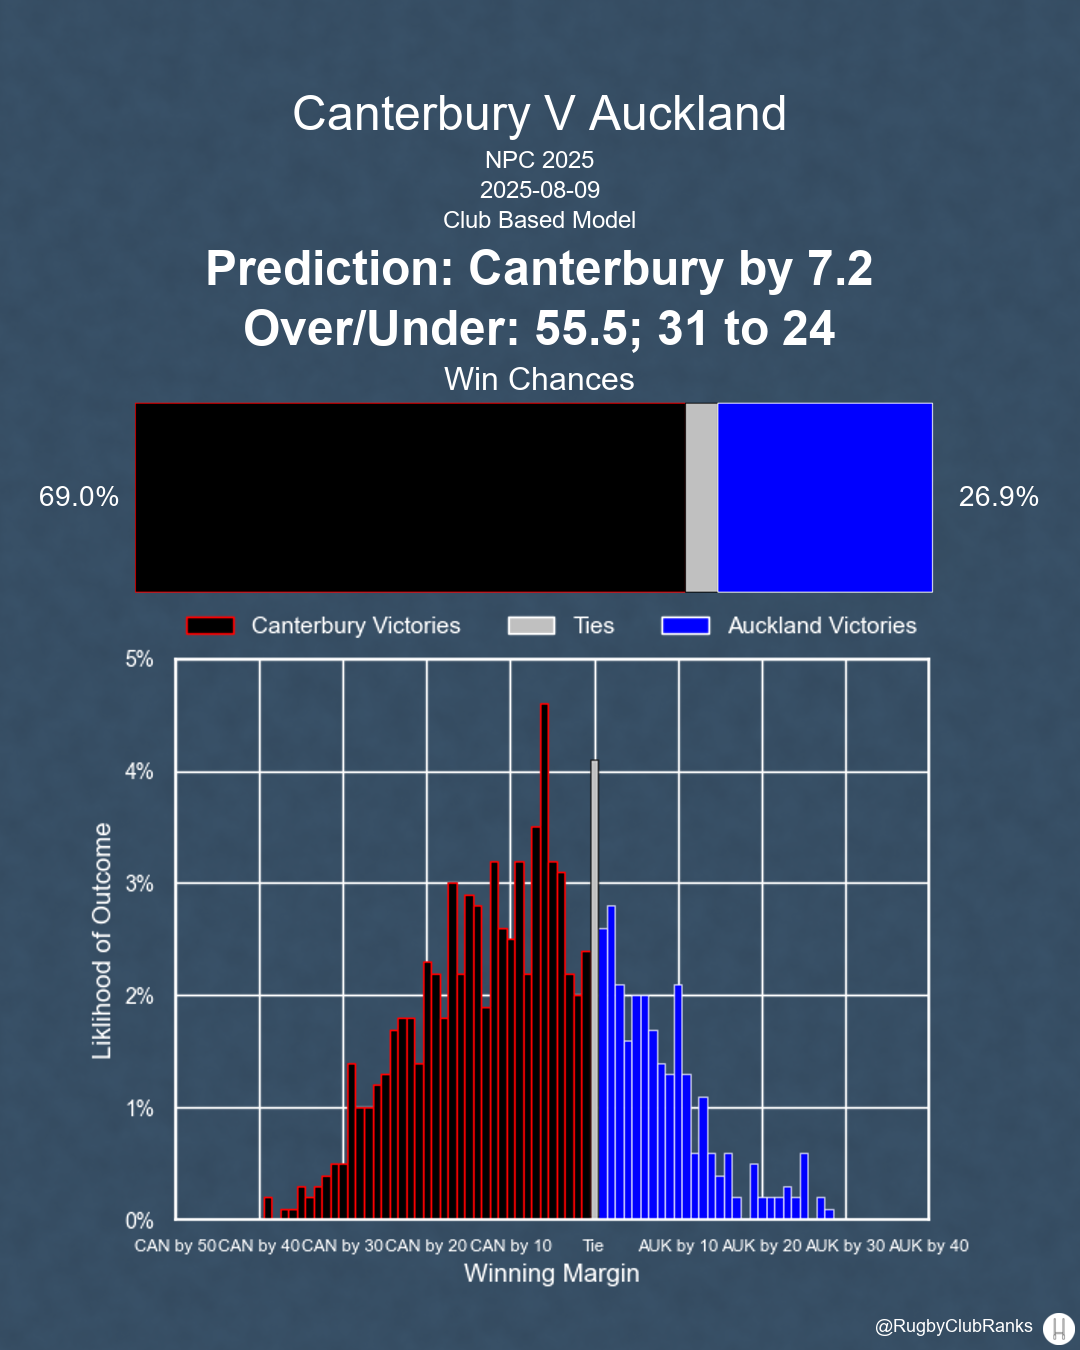 Canterbury V Auckland
NPC 2025
2025-08-09
Club Based Model
Prediction: Canterbury by 7.2
Over/Under: 55.5; 31 to 24
Win Chances
69.0%
26.9%
Canterbury Victories
Ties
Auckland Victories
5%
4%
3%
2%
1%
0%
Liklihood of Outcome
CAN by 50 CAN by 40 CAN by 30 CAN by 20 CAN by 10 Tie AUK by 10 AUK by 20 AUK by 30 AUK by 40
Winning Margin
@RugbyClubRanks